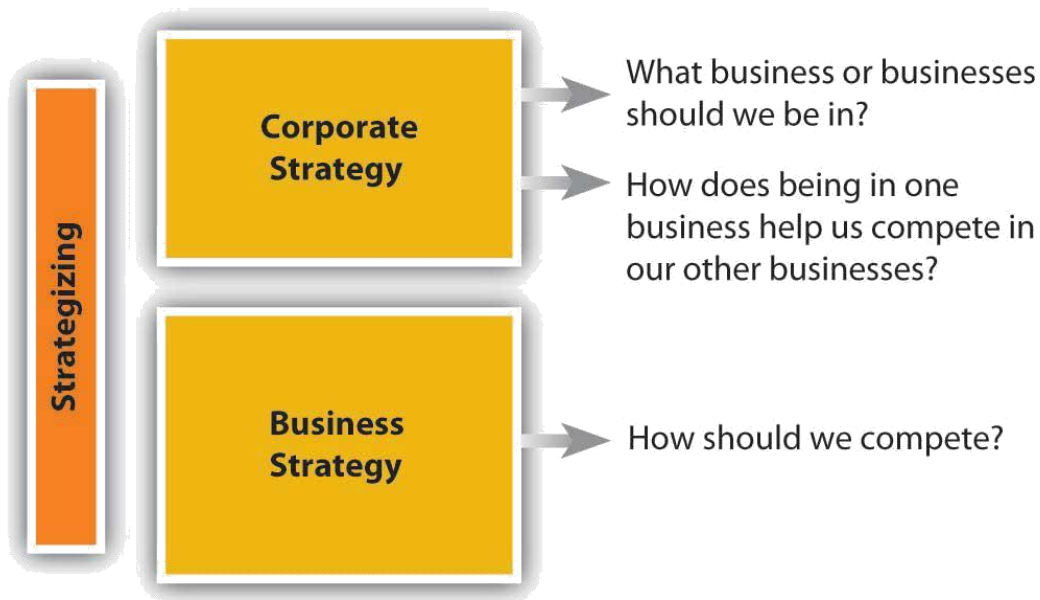 Strategizing
Corporate
Strategy
What business or businesses
should we be in?
How does being in one
business help us compete in
our other businesses?
Business
Strategy
How should we compete?